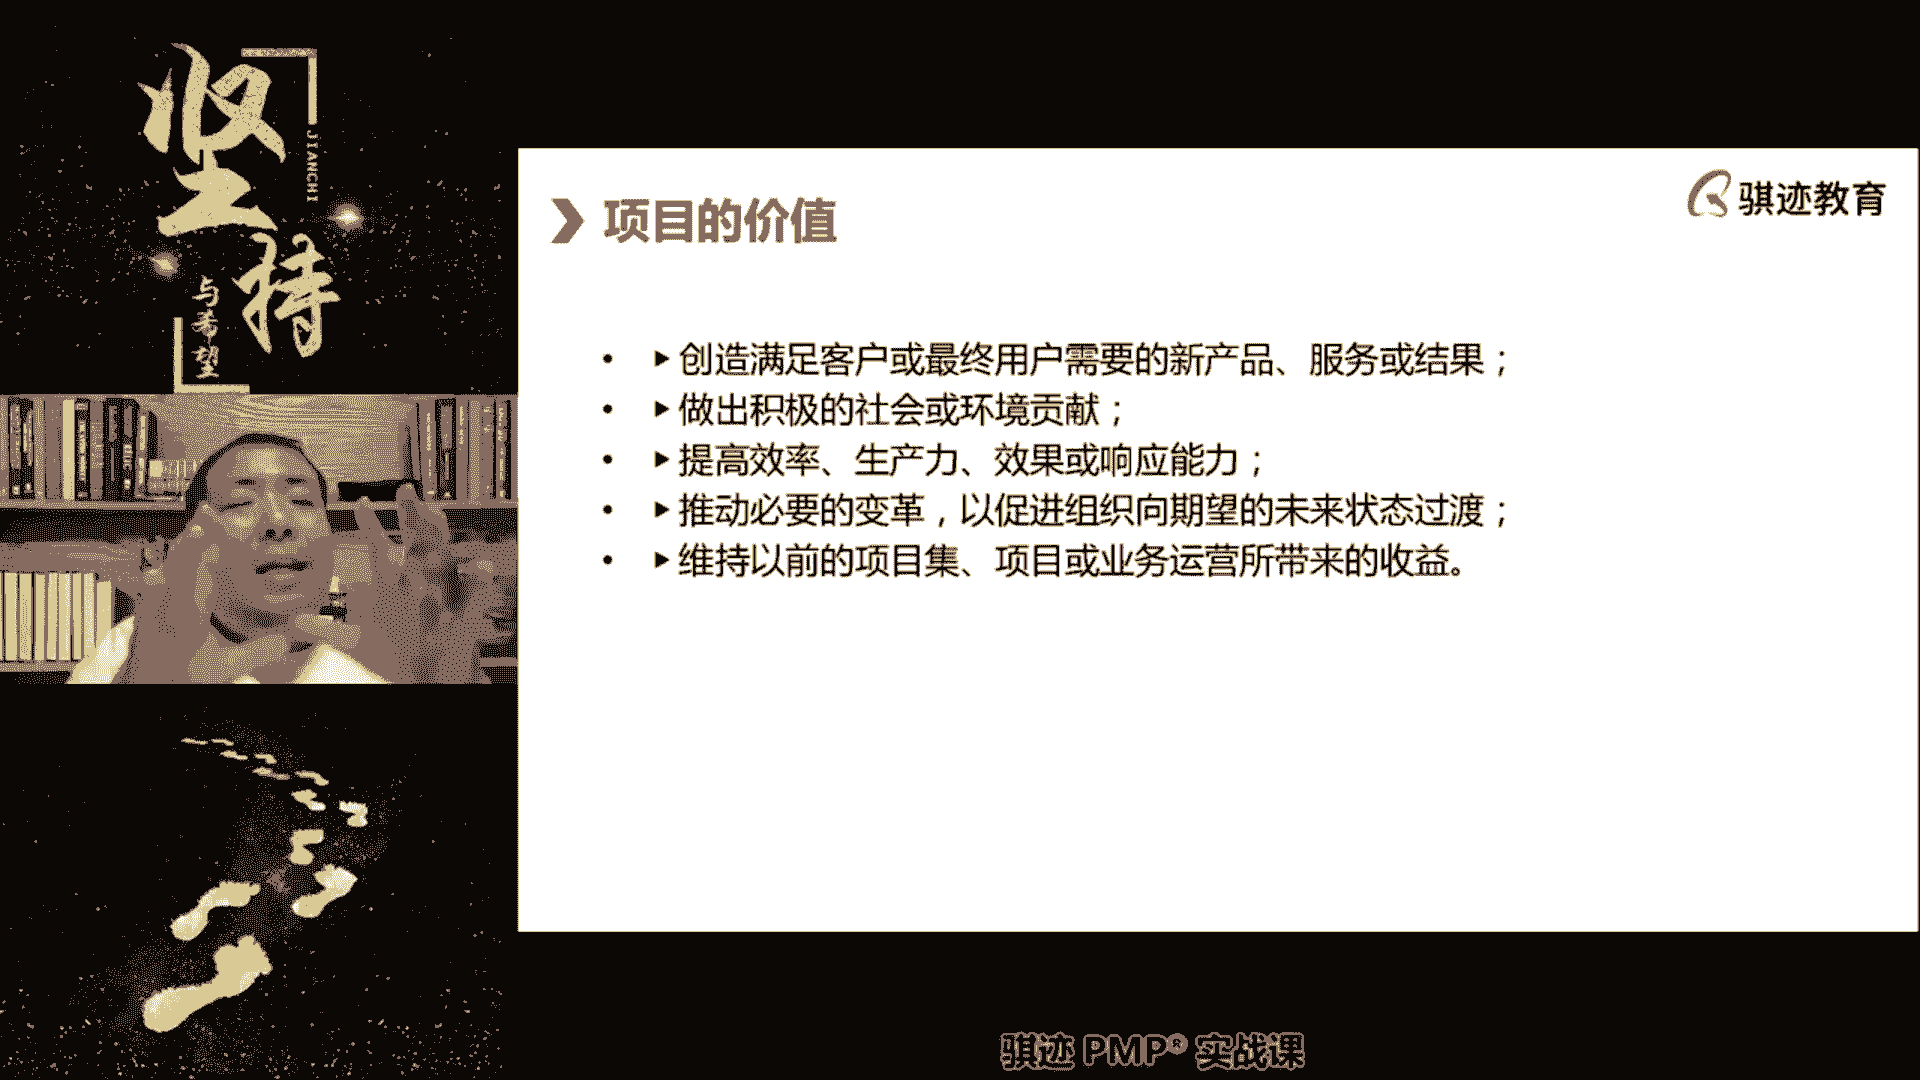 坚持
JIANCHI
与希望
骐迹教育
项目的价值
• ▶创造满足客户或最终用户需要的新产品、服务或结果；
• ▶做出积极的社会或环境贡献；
• ▶提高效率、生产力、效果或响应能力；
• ▶推动必要的变革，以促进组织向期望的未来状态过渡；
• ▶维持以前的项目集、项目或业务运营所带来的收益。
骐迹 PMP® 实战课